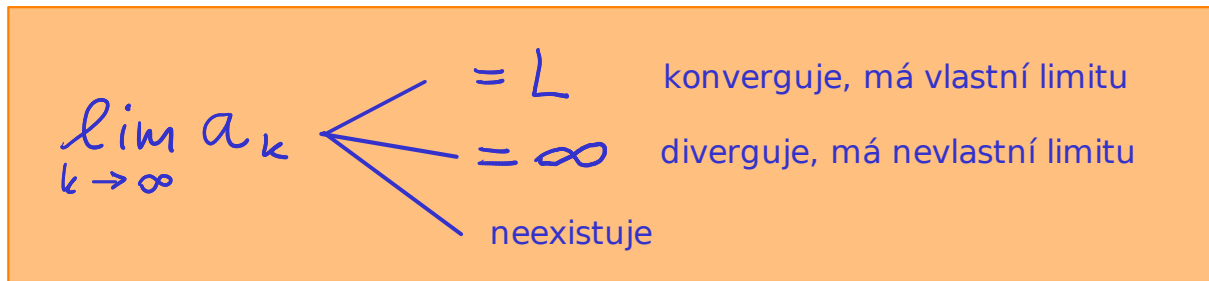 = L konverguje, má vlastní limitu
lim a_k
k → ∞
= ∞ diverguje, má nevlastní limitu
neexistuje